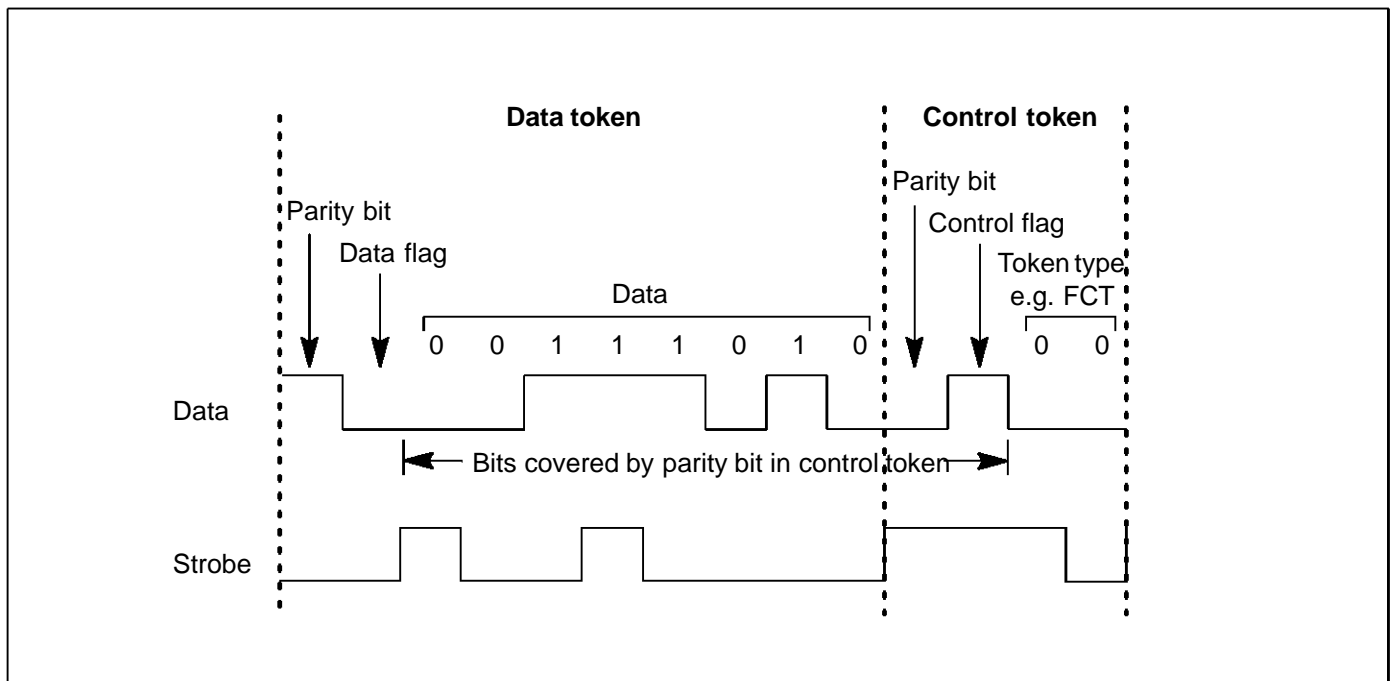 Data token
Control token
Parity bit
Data flag
Data
0 0 1 1 1 0 1 0
Parity bit
Control flag
Token type
e.g. FCT
0 0
Data
Bits covered by parity bit in control token
Strobe